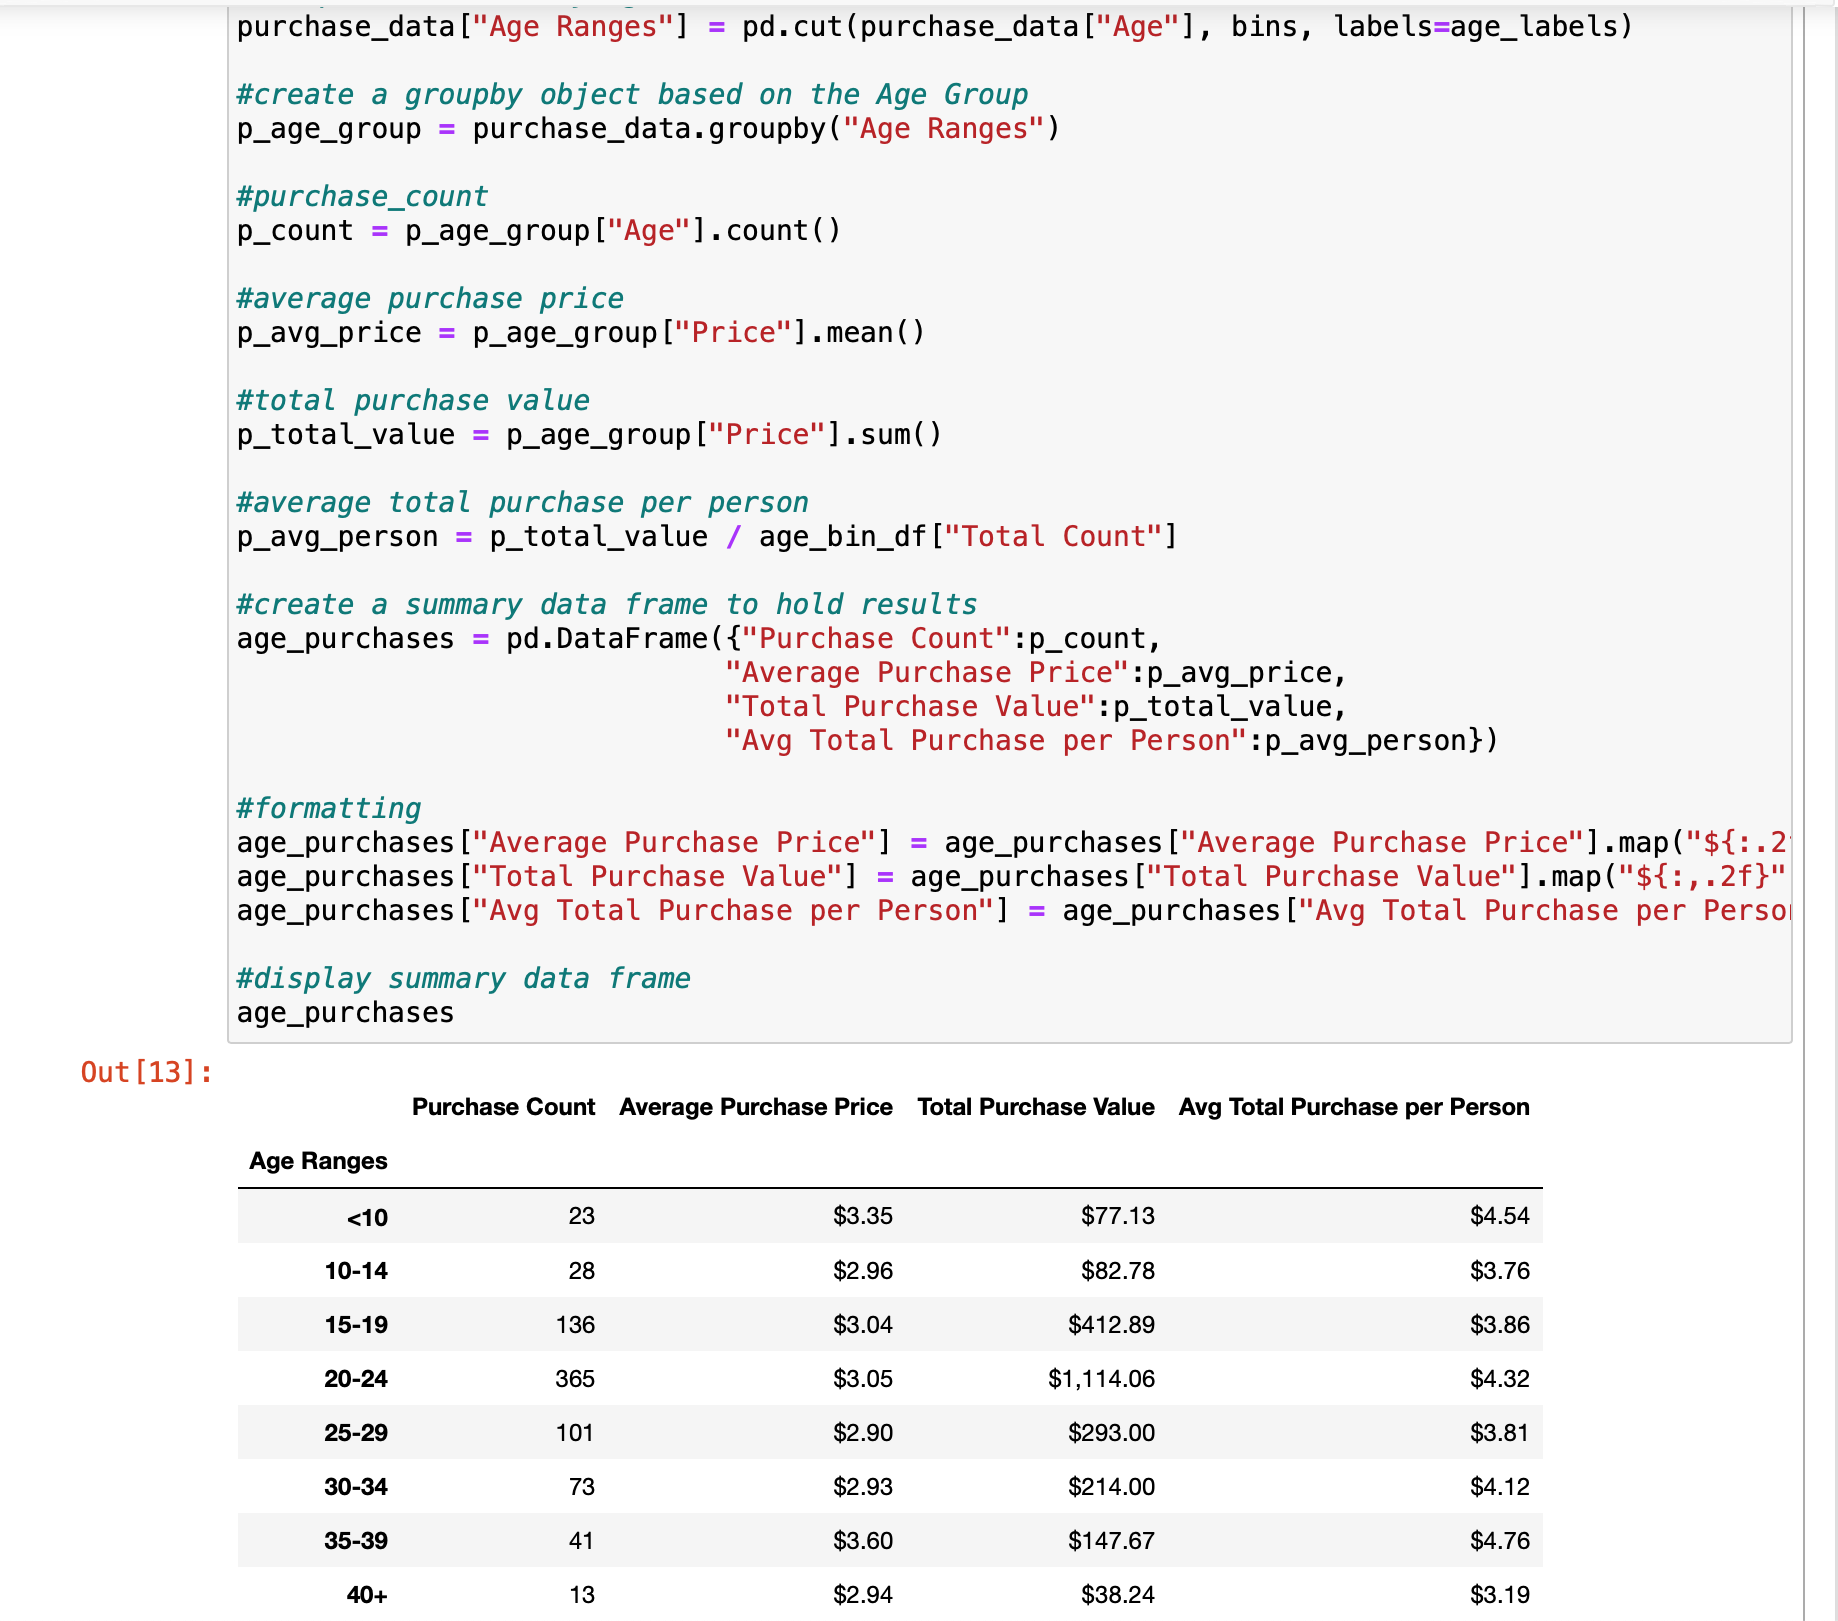 purchase_data["Age Ranges"] = pd.cut(purchase_data["Age"], bins, labels=age_labels)
#create a groupby object based on the Age Group
p_age_group = purchase_data.groupby("Age Ranges")
#purchase_count
p_count = p_age_group["Age"].count()
#average purchase price
p_avg_price = p_age_group["Price"].mean()
#total purchase value
p_total_value = p_age_group["Price"].sum()
#average total purchase per person
p_avg_person = p_total_value / age_bin_df["Total Count"]
#create a summary data frame to hold results
age_purchases = pd.DataFrame({"Purchase Count":p_count,
"Average Purchase Price":p_avg_price,
"Total Purchase Value":p_total_value,
"Avg Total Purchase per Person":p_avg_person})
#formatting
age_purchases["Average Purchase Price"] = age_purchases["Average Purchase Price"].map("${:.2
age_purchases["Total Purchase Value"] = age_purchases["Total Purchase Value"].map("${:,.2f}"
age_purchases["Avg Total Purchase per Person"] = age_purchases["Avg Total Purchase per Person
#display summary data frame
age_purchases
Out[13]:
Purchase Count Average Purchase Price Total Purchase Value Avg Total Purchase per Person
Age Ranges
<10 23 $3.35 $77.13 $4.54
10-14 28 $2.96 $82.78 $3.76
15-19 136 $3.04 $412.89 $3.86
20-24 365 $3.05 $1,114.06 $4.32
25-29 101 $2.90 $293.00 $3.81
30-34 73 $2.93 $214.00 $4.12
35-39 41 $3.60 $147.67 $4.76
40+ 13 $2.94 $38.24 $3.19